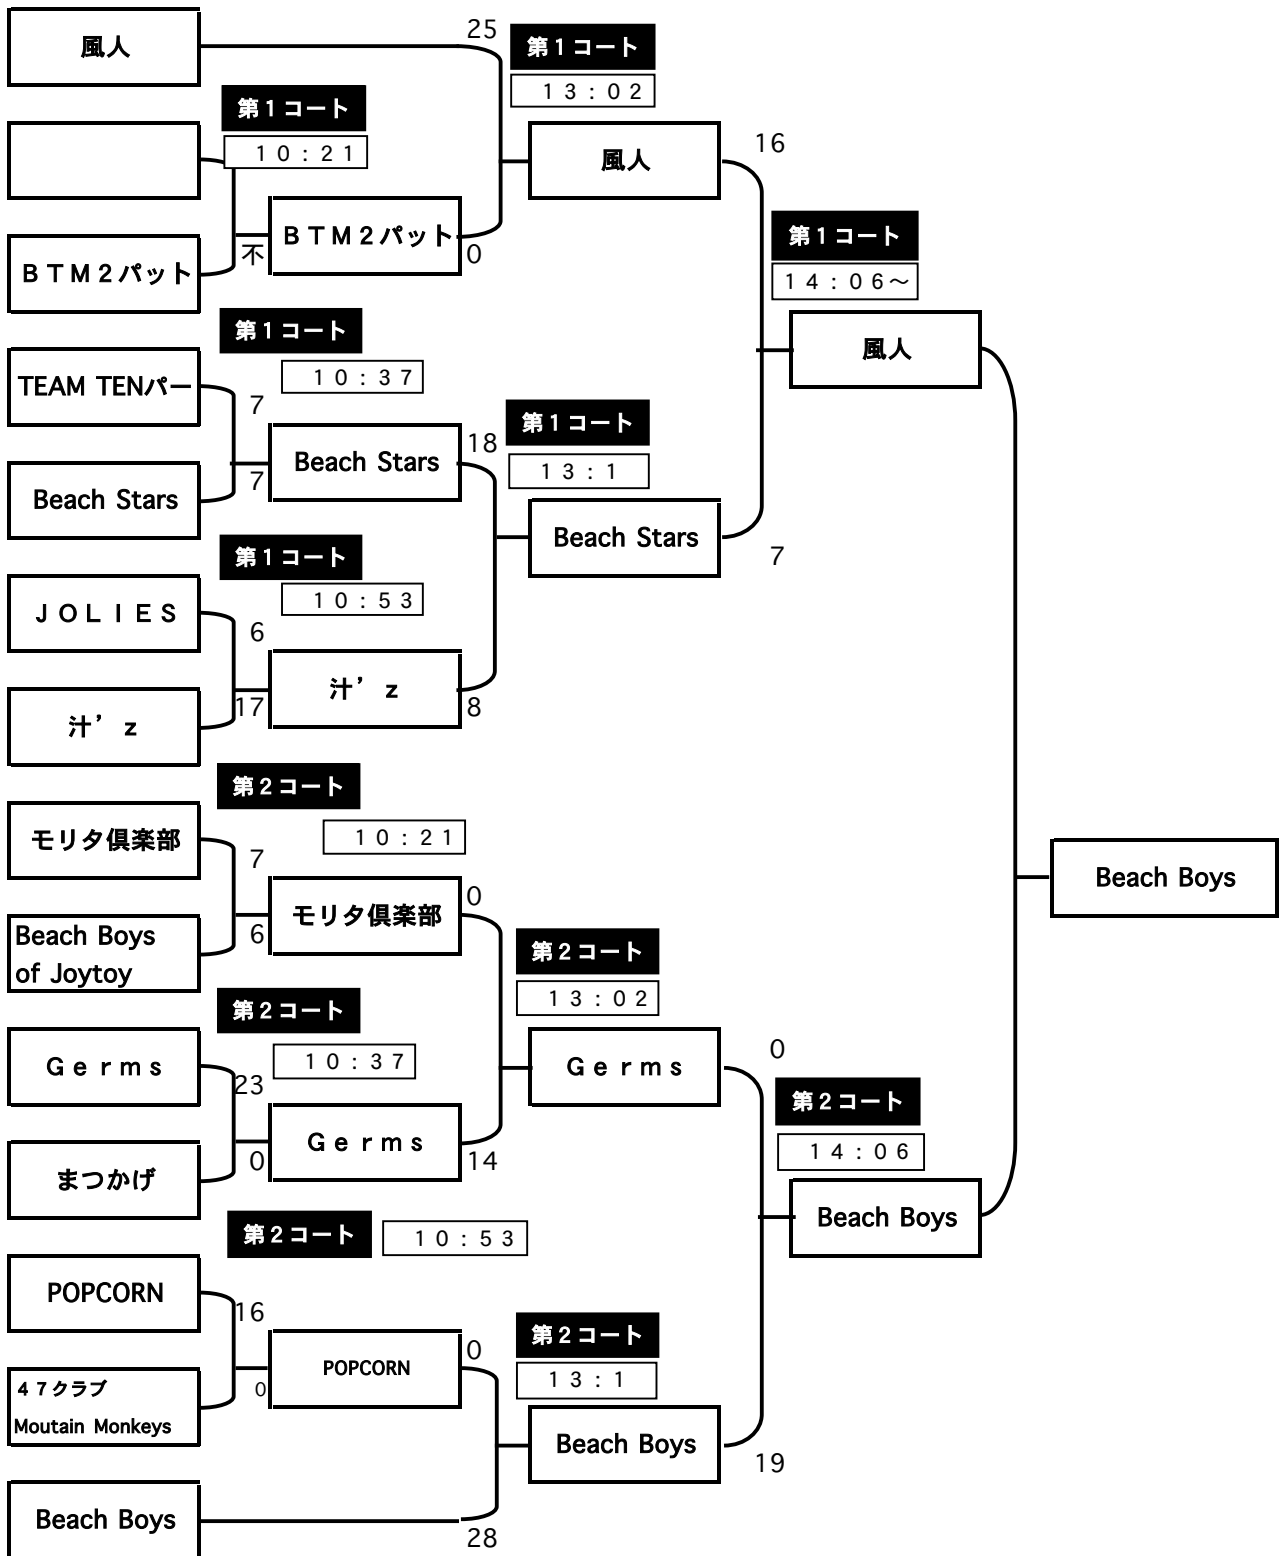 25
風人
第１コート
１３：０２
第１コート
16
１０：２１
風人
第１コート
ＢＴＭ２パット
不
0
ＢＴＭ２パット
１４：０６～
第１コート
風人
TEAM TENパー
１０：３７
7
第１コート
18
Beach Stars
7
１３：１
Beach Stars
Beach Stars
第１コート
7
ＪＯＬＩＥＳ
１０：５３
6
汁’ｚ
17
8
汁’ｚ
第２コート
モリタ倶楽部
１０：２１
7
Beach Boys
0
モリタ倶楽部
Beach Boys
of Joytoy
6
第２コート
第２コート
１３：０２
Ｇｅｒｍｓ
１０：３７
0
Ｇｅｒｍｓ
23
第２コート
Ｇｅｒｍｓ
１４：０６
0
14
まつかげ
Beach Boys
第２コート
１０：５３
POPCORN
16
第２コート
0
POPCORN
１３：１
４７クラブ
0
Moutain Monkeys
Beach Boys
19
Beach Boys
28